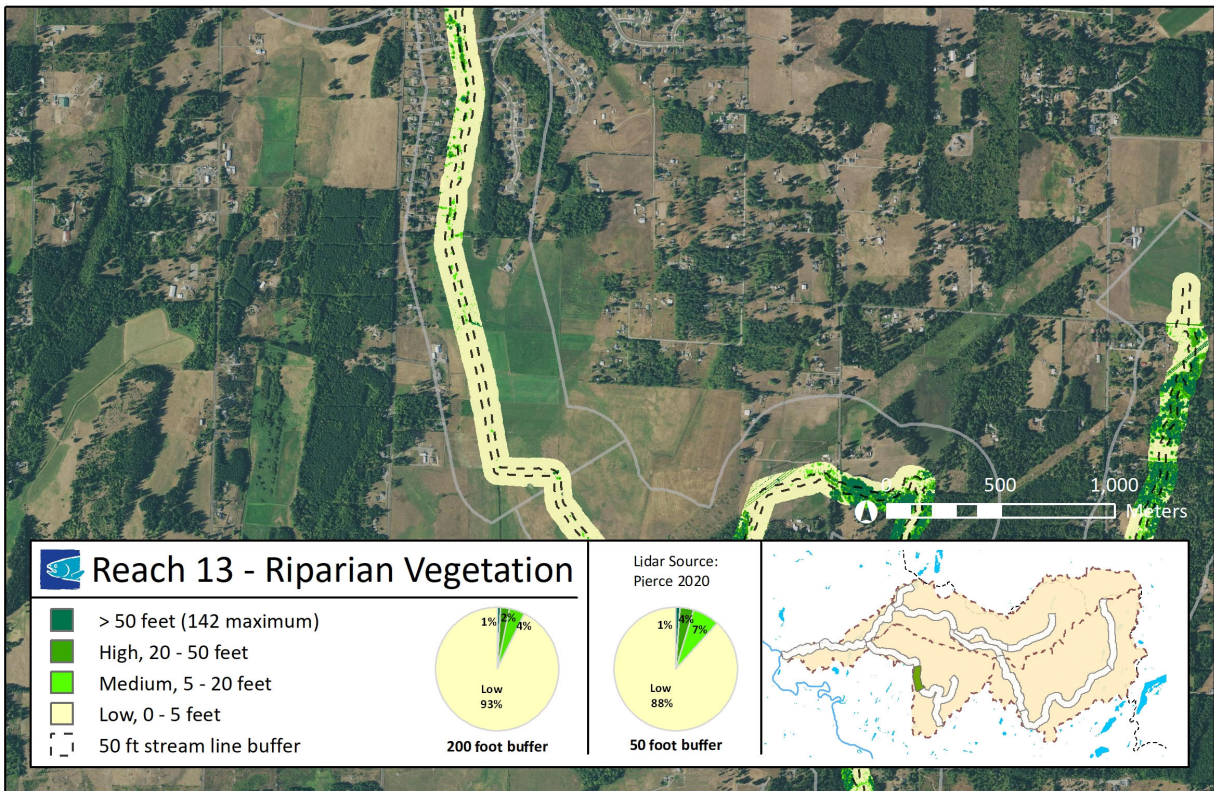 0 500 1,000
Meters
Reach 13 - Riparian Vegetation
> 50 feet (142 maximum)
High, 20 - 50 feet
Medium, 5 - 20 feet
Low, 0 - 5 feet
50 ft stream line buffer
1% 2% 4%
Low
93%
200 foot buffer
Lidar Source:
Pierce 2020
1% 4% 7%
Low
88%
50 foot buffer